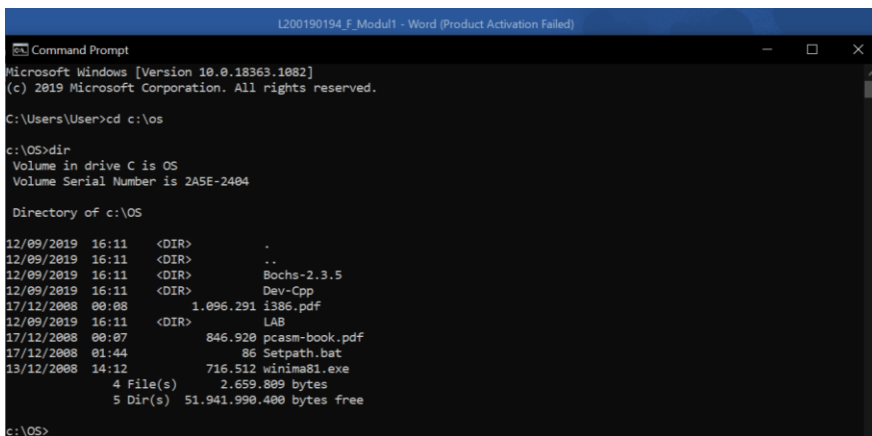 L200190194_F_Modul1 - Word (Product Activation Failed)
Command Prompt
Microsoft Windows [Version 10.0.18363.1082]
(c) 2019 Microsoft Corporation. All rights reserved.
C:\Users\User>cd c:\os
c:\OS>dir
Volume in drive C is OS
Volume Serial Number is 2A5E-2404
Directory of c:\OS
12/09/2019  16:11    <DIR>          .
12/09/2019  16:11    <DIR>          ..
12/09/2019  16:11    <DIR>          Bochs-2.3.5
12/09/2019  16:11    <DIR>          Dev-Cpp
17/12/2008  00:08         1.096.291 i386.pdf
12/09/2019  16:11    <DIR>          LAB
17/12/2008  00:07           846.920 pcasm-book.pdf
17/12/2008  01:44                86 Setpath.bat
13/12/2008  14:12           716.512 winima81.exe
4 File(s)      2.659.809 bytes
5 Dir(s)  51.941.990.400 bytes free
c:\OS>